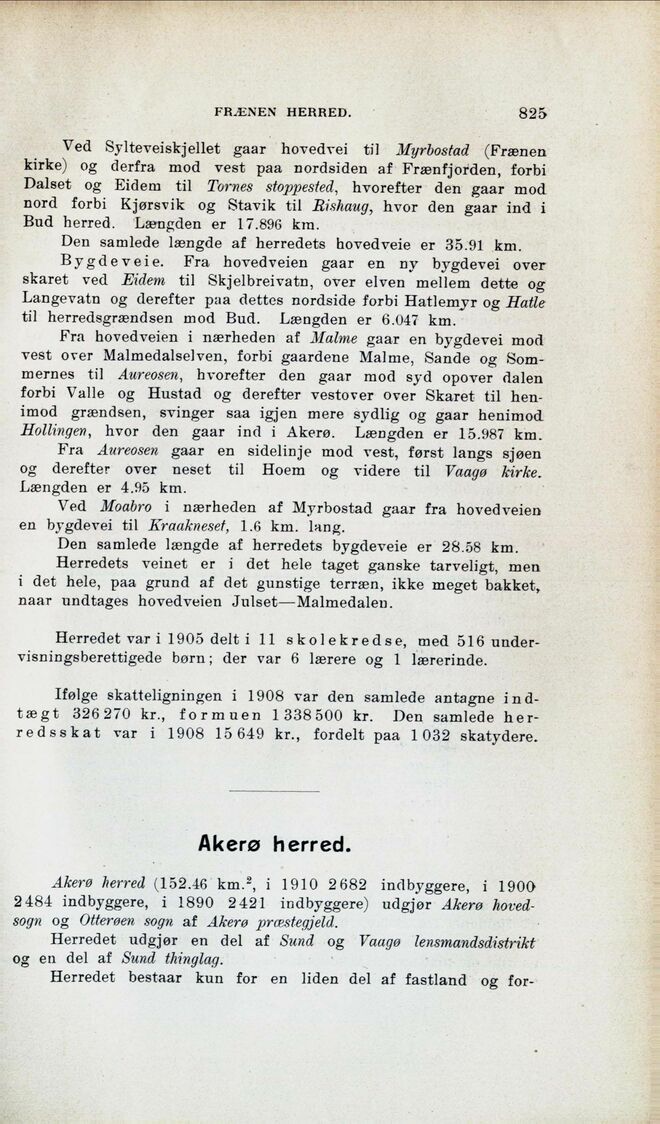 FRÆNEN HERRED. 825
Ved Sylteveiskjellet gaar hovedvei til Myrbostad (Frænen
kirke) og derfra mod vest paa nordsiden af Frænfjorden, forbi
Dalset og Eidem til Tornes stoppested, hvorefter den gaar mod
nord forbi Kjørsvik og Stavik til Rishaug, hvor den gaar ind i
Bud herred. Længden er 17.896 km.
Den samlede længde af herredets hovedveie er 35.91 km.
Bygdeveie. Fra hovedveien gaar en ny bygdevei over
skaret ved Eidem til Skjelbreivatn, over elven mellem dette og
Langevatn og derefter paa dettes nordside forbi Hatlemyr og Hatle
til herredsgrændsen mod Bud. Længden er 6.047 km.
Fra hovedveien i nærheden af Malme gaar en bygdevei mod
vest over Malmedalselven, forbi gaardene Malme, Sande og Som-
mernes til Aureosen, hvorefter den gaar mod syd opover dalen
forbi Valle og Hustad og derefter vestover over Skaret til hen-
imod grændsen, svinger saa igjen mere sydlig og gaar henimod
Hollingen, hvor den gaar ind i Akerø. Længden er 15.987 km.
Fra Aureosen gaar en sidelinje mod vest, først langs sjøen
og derefter over neset til Hoem og videre til Vaagø kirke.
Længden er 4.95 km.
Ved Moabro i nærheden af Myrbostad gaar fra hovedveien
en bygdevei til Kraakneset, 1.6 km. lang.
Den samlede længde af herredets bygdeveie er 28.58 km.
Herredets veinet er i det hele taget ganske tarveligt, men
i det hele, paa grund af det gunstige terræn, ikke meget bakket,
naar undtages hovedveien Julset—Malmedalen.
Herredet var i 1905 delt i 11 skolekredse, med 516 under-
visningsberettigede børn; der var 6 lærere og 1 lærerinde.
Ifølge skatteligningen i 1908 var den samlede antagne ind-
tægt 326 270 kr., formuen 1 338 500 kr. Den samlede her-
redsskat var i 1908 15 649 kr., fordelt paa 1 032 skatydere.
Akerø herred.
Akerø herred (152.46 km.², i 1910 2 682 indbyggere, i 1900
2 484 indbyggere, i 1890 2 421 indbyggere) udgjør Akerø hoved-
sogn og Otterøen sogn af Akerø præstegjeld.
Herredet udgjør en del af Sund og Vaagø lensmandsdistrikt
og en del af Sund thinglag.
Herredet bestaar kun for en liden del af fastland og for-